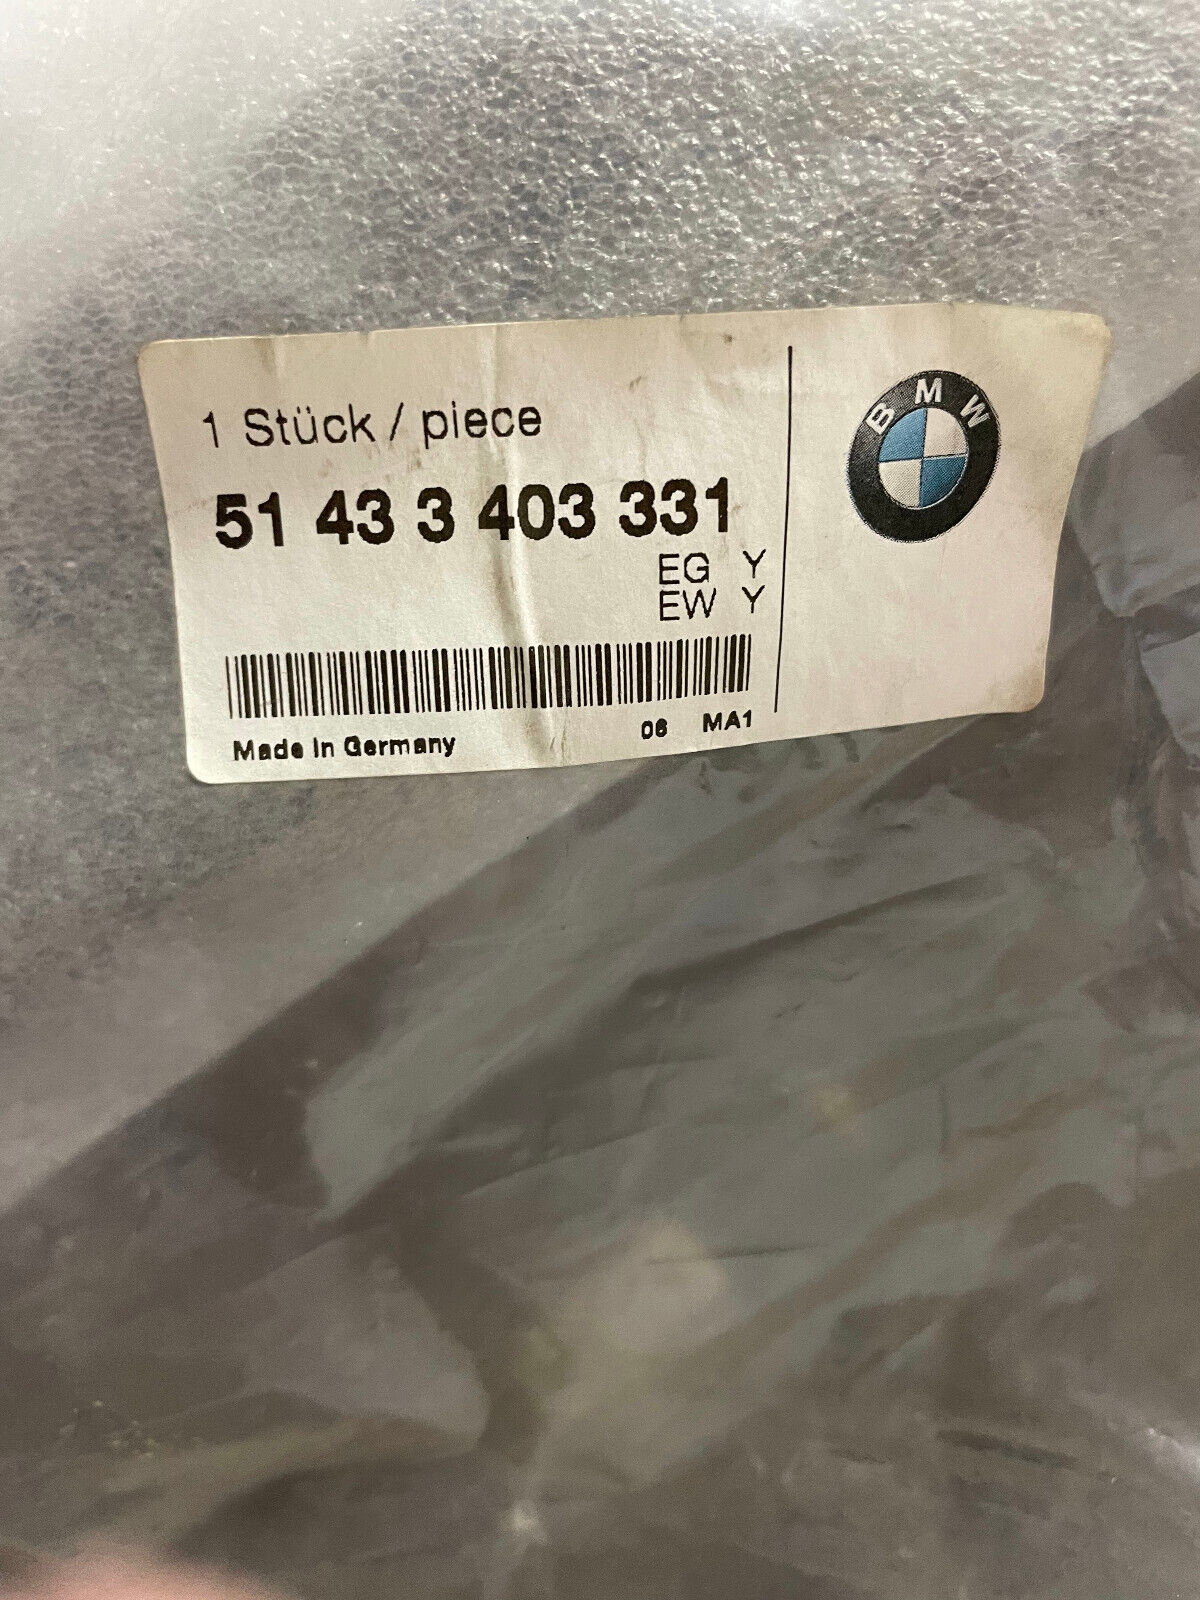 1 Stück / piece
51 43 3 403 331
EG Y
EW Y
Made in Germany
06 MA1
BMW